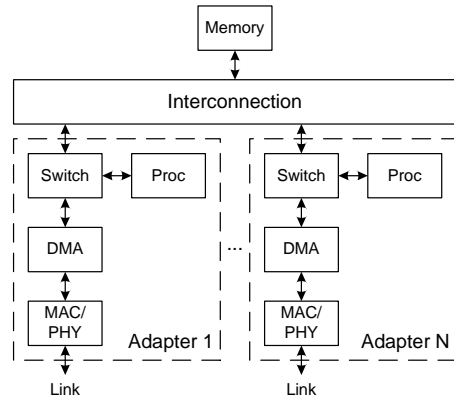 Memory
Interconnection
Switch
Proc
DMA
MAC/
PHY
Adapter 1
Link
...
Switch
Proc
DMA
MAC/
PHY
Adapter N
Link